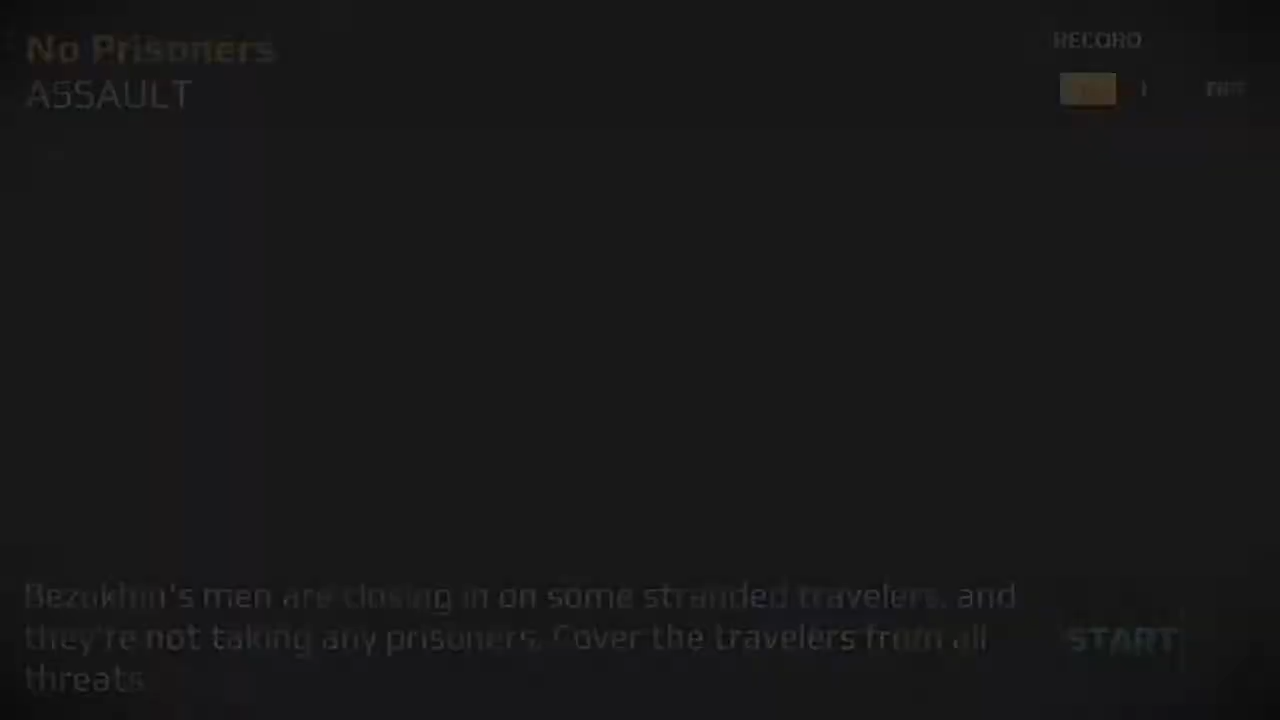 No Prisoners
RECORD
ASSAULT
Bezukhin's men are closing in on some stranded travelers, and
they're not taking any prisoners. Cover the travelers from all
threats.
START